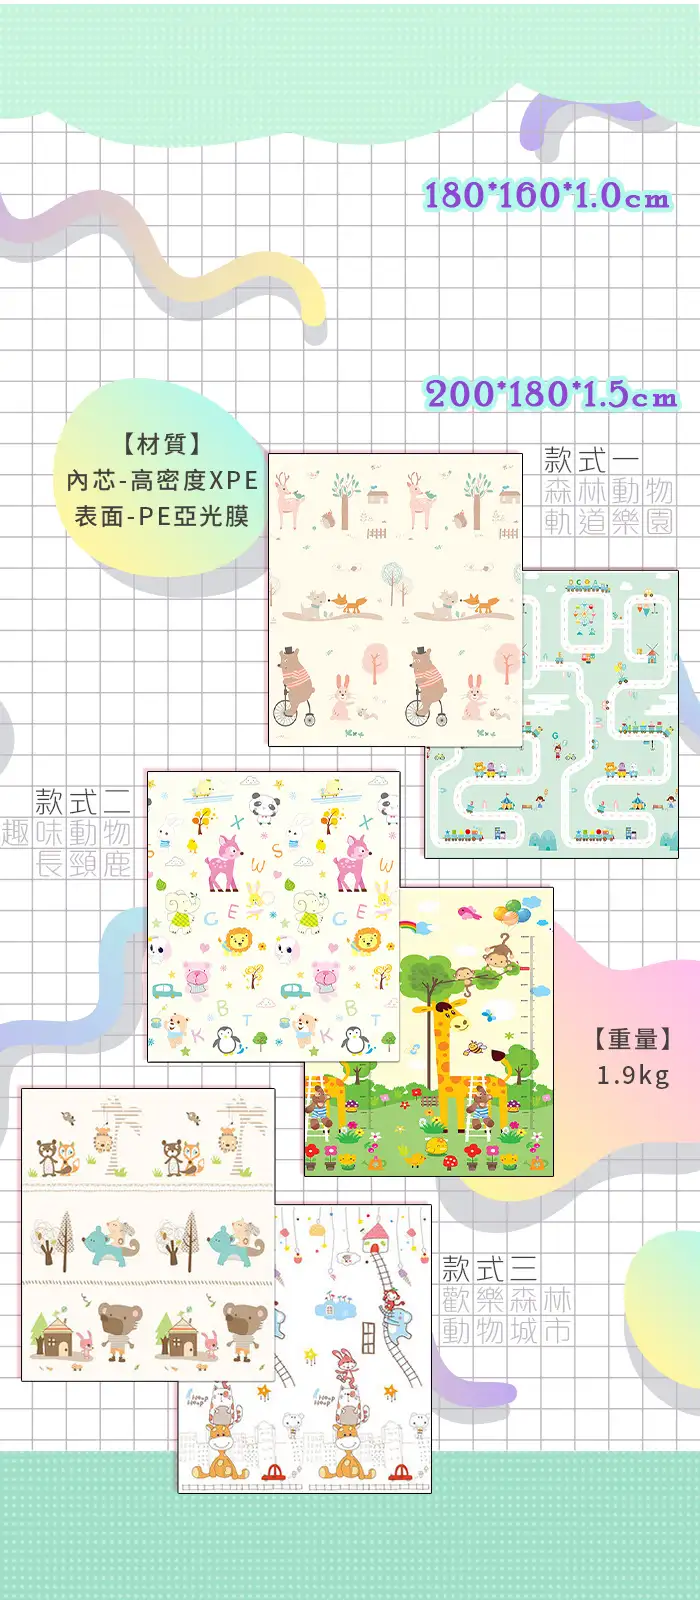 180*160*1.0cm
200*180*1.5cm
【材質】
內芯-高密度XPE
表面-PE亞光膜
款式一
森林動物
軌道樂園
款式二
趣味動物
長頸鹿
【重量】
1.9kg
款式三
歡樂森林
動物城市